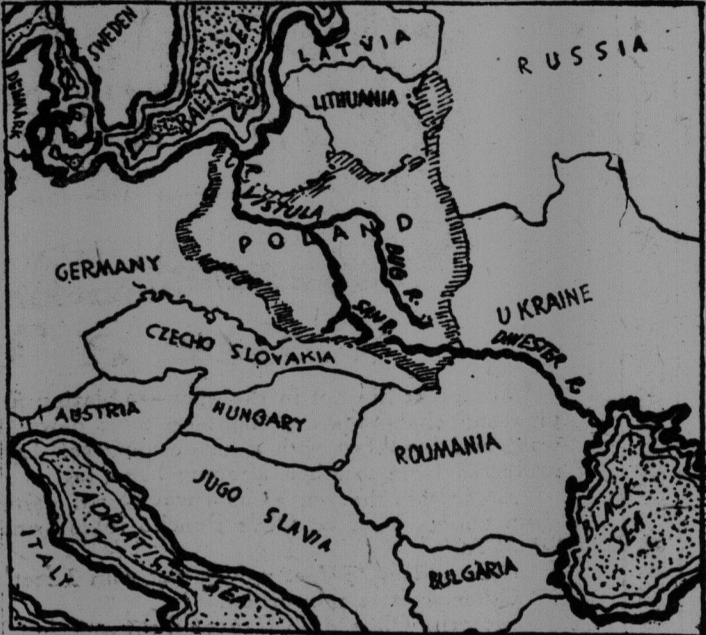 SWEDEN
BALTIC SEA
LATVIA
RUSSIA
DENMARK
LITHUANIA
VISTULA R.
POLAND
BUG R.
GERMANY
SAN R.
UKRAINE
DNIESTER R.
CZECHO SLOVAKIA
AUSTRIA
HUNGARY
ROUMANIA
JUGO SLAVIA
BLACK SEA
ADRIATIC SEA
ITALY
BULGARIA